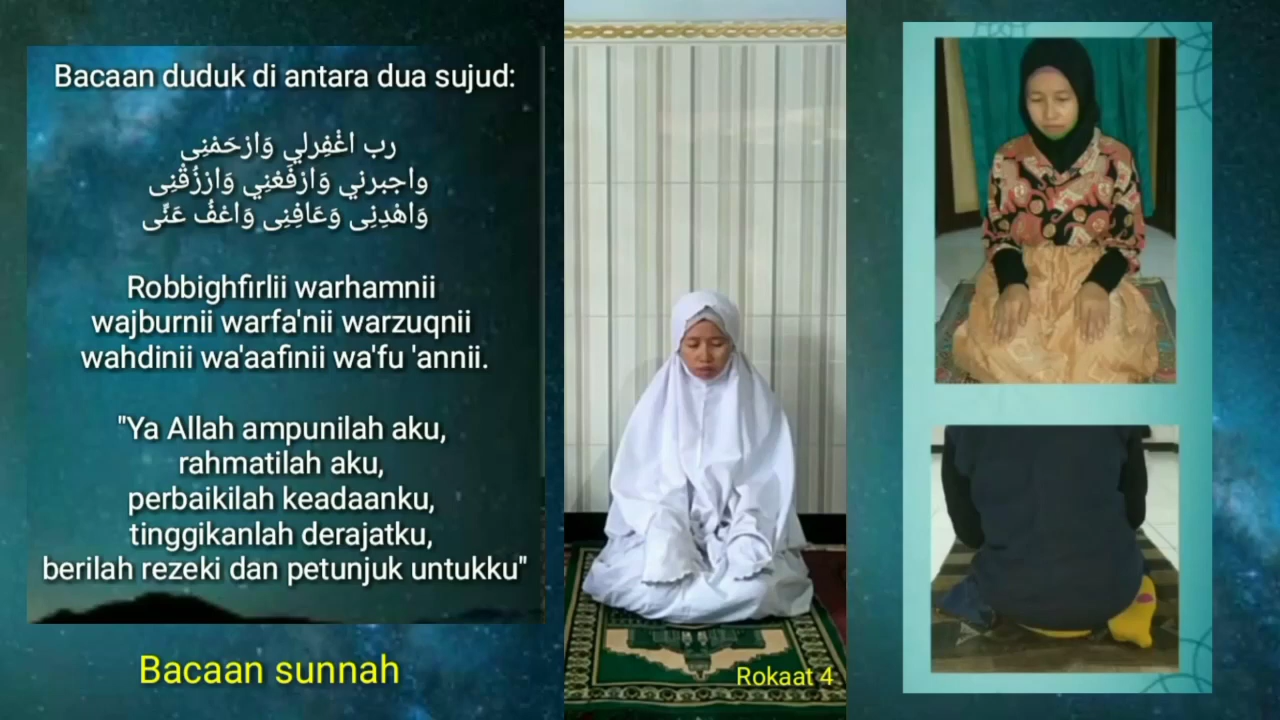 Bacaan duduk di antara dua sujud:
رب اغْفِرلي وَارْحَمْنِى
واجبرني وَارْفَعْنِي وَارْزُقْنِى
وَاهْدِنِى وَعَافِنِى وَاعْفُ عَنِّى
Robbighfirlii warhamnii
wajburnii warfa'nii warzuqnii
wahdinii wa'aafinii wa'fu 'annii.
"Ya Allah ampunilah aku,
rahmatilah aku,
perbaikilah keadaanku,
tinggikanlah derajatku,
berilah rezeki dan petunjuk untukku"
Bacaan sunnah
Rokaat 4